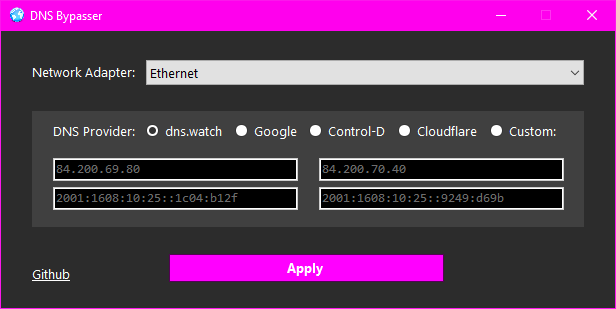 DNS Bypasser
Network Adapter: Ethernet
DNS Provider: dns.watch Google Control-D Cloudflare Custom:
84.200.69.80 84.200.70.40
2001:1608:10:25::1c04:b12f 2001:1608:10:25::9249:d69b
Github Apply